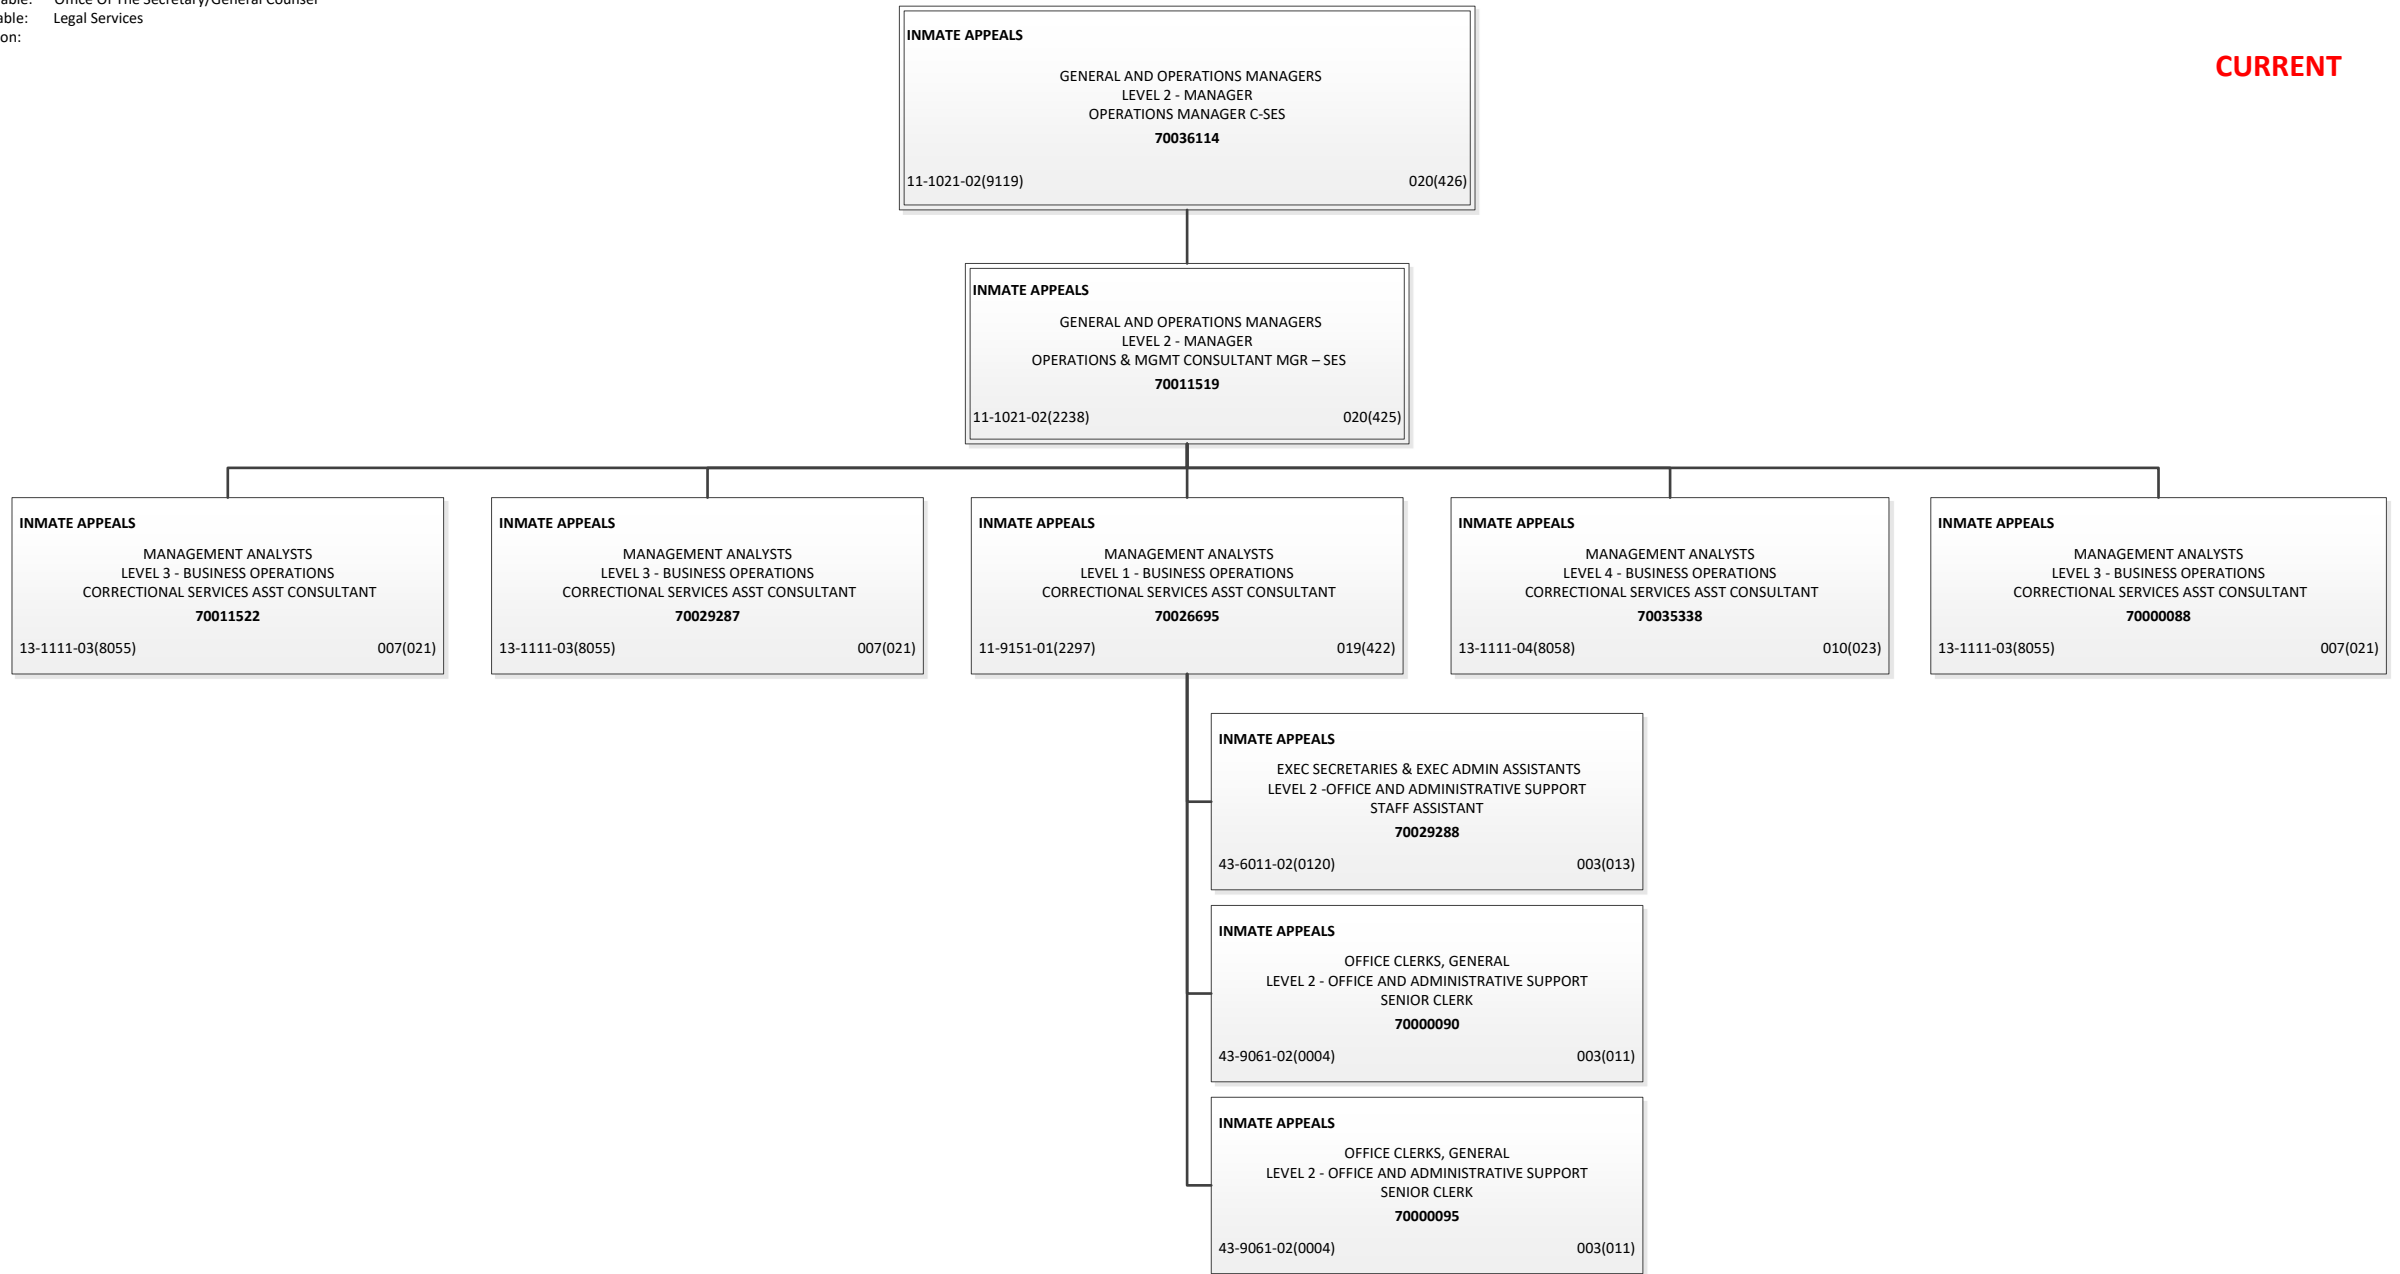 Office Of The Secretary/General Counsel
Legal Services
CURRENT
INMATE APPEALS
GENERAL AND OPERATIONS MANAGERS
LEVEL 2 - MANAGER
OPERATIONS MANAGER C-SES
70036114
11-1021-02(9119) 020(426)
INMATE APPEALS
GENERAL AND OPERATIONS MANAGERS
LEVEL 2 - MANAGER
OPERATIONS & MGMT CONSULTANT MGR – SES
70011519
11-1021-02(2238) 020(425)
INMATE APPEALS
MANAGEMENT ANALYSTS
LEVEL 3 - BUSINESS OPERATIONS
CORRECTIONAL SERVICES ASST CONSULTANT
70011522
13-1111-03(8055) 007(021)
INMATE APPEALS
MANAGEMENT ANALYSTS
LEVEL 3 - BUSINESS OPERATIONS
CORRECTIONAL SERVICES ASST CONSULTANT
70029287
13-1111-03(8055) 007(021)
INMATE APPEALS
MANAGEMENT ANALYSTS
LEVEL 1 - BUSINESS OPERATIONS
CORRECTIONAL SERVICES ASST CONSULTANT
70026695
11-9151-01(2297) 019(422)
INMATE APPEALS
MANAGEMENT ANALYSTS
LEVEL 4 - BUSINESS OPERATIONS
CORRECTIONAL SERVICES ASST CONSULTANT
70035338
13-1111-04(8058) 010(023)
INMATE APPEALS
MANAGEMENT ANALYSTS
LEVEL 3 - BUSINESS OPERATIONS
CORRECTIONAL SERVICES ASST CONSULTANT
70000088
13-1111-03(8055) 007(021)
INMATE APPEALS
EXEC SECRETARIES & EXEC ADMIN ASSISTANTS
LEVEL 2 -OFFICE AND ADMINISTRATIVE SUPPORT
STAFF ASSISTANT
70029288
43-6011-02(0120) 003(013)
INMATE APPEALS
OFFICE CLERKS, GENERAL
LEVEL 2 - OFFICE AND ADMINISTRATIVE SUPPORT
SENIOR CLERK
70000090
43-9061-02(0004) 003(011)
INMATE APPEALS
OFFICE CLERKS, GENERAL
LEVEL 2 - OFFICE AND ADMINISTRATIVE SUPPORT
SENIOR CLERK
70000095
43-9061-02(0004) 003(011)